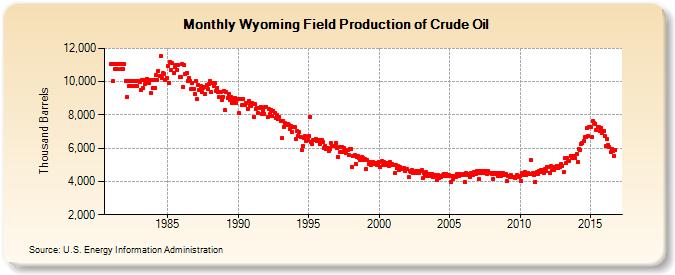 Monthly Wyoming Field Production of Crude Oil
Thousand Barrels
12,000
10,000
8,000
6,000
4,000
2,000
1985 1990 1995 2000 2005 2010 2015
Source: U.S. Energy Information Administration